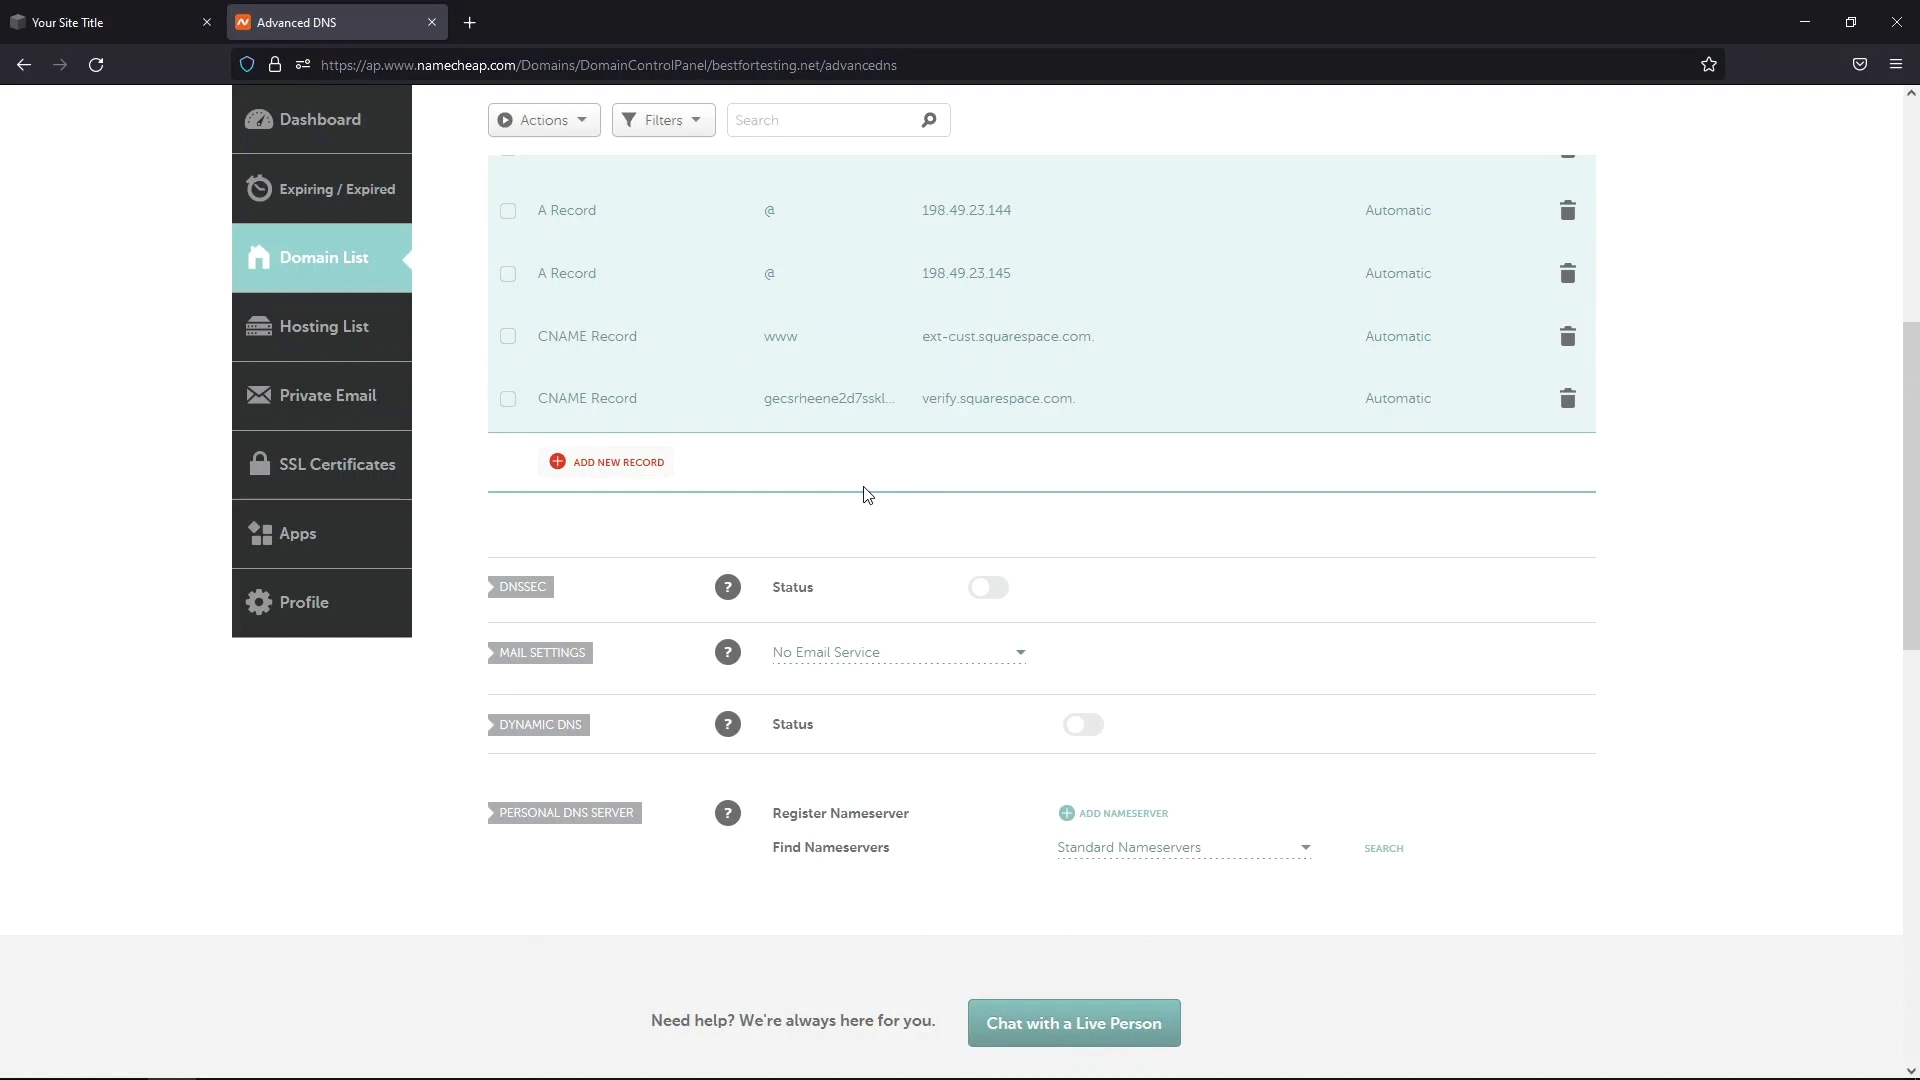 Your Site Title
Advanced DNS
https://ap.www.namecheap.com/Domains/DomainControlPanel/bestfortesting.net/advancedns
Dashboard
Expiring / Expired
Domain List
Hosting List
Private Email
SSL Certificates
Apps
Profile
Actions
Filters
Search
A Record @ 198.49.23.144 Automatic
A Record @ 198.49.23.145 Automatic
CNAME Record www ext-cust.squarespace.com. Automatic
CNAME Record gecsrheene2d7sskl... verify.squarespace.com. Automatic
ADD NEW RECORD
DNSSEC ? Status
MAIL SETTINGS ? No Email Service
DYNAMIC DNS ? Status
PERSONAL DNS SERVER ? Register Nameserver ADD NAMESERVER
Find Nameservers Standard Nameservers SEARCH
Need help? We're always here for you. Chat with a Live Person